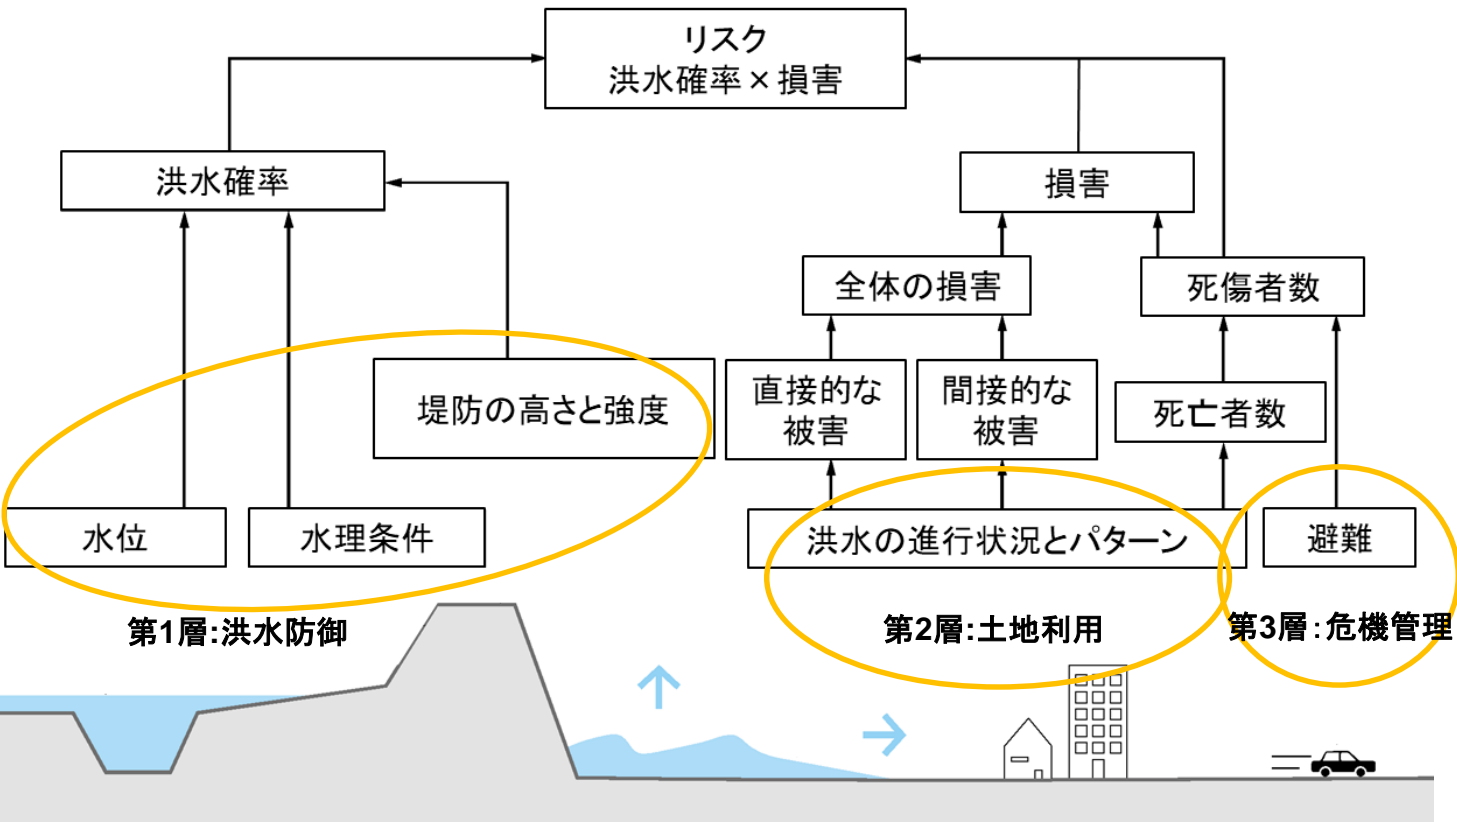 リスク
洪水確率×損害
洪水確率
損害
全体の損害
死傷者数
堤防の高さと強度
直接的な
被害
間接的な
被害
死亡者数
水位
水理条件
洪水の進行状況とパターン
避難
第1層:洪水防御
第2層:土地利用
第3層：危機管理